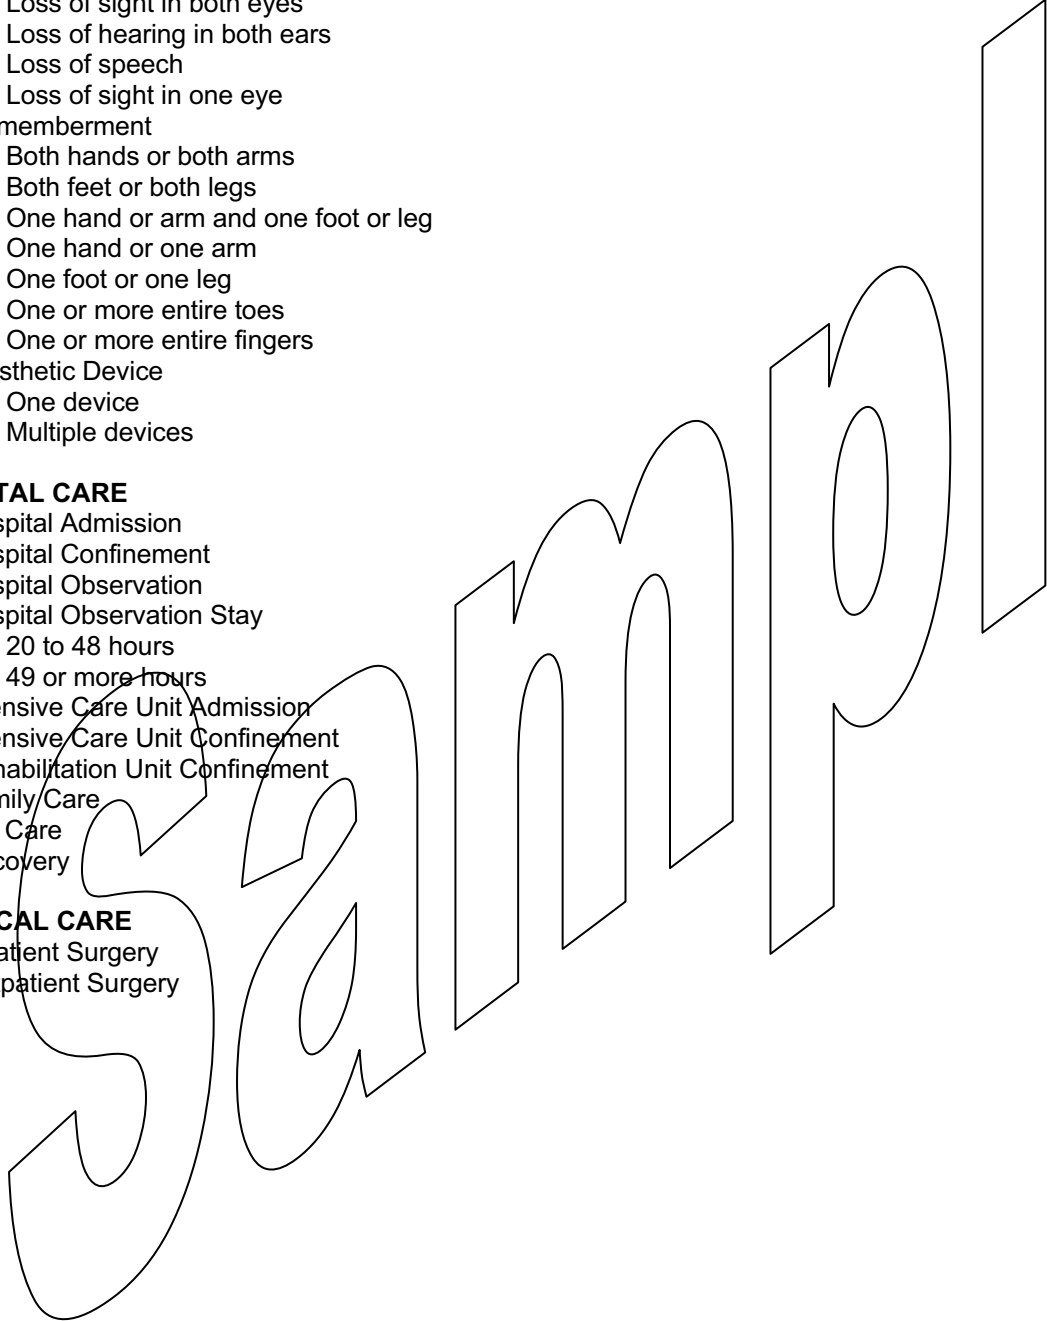 Loss of sight in both eyes
Loss of hearing in both ears
Loss of speech
Loss of sight in one eye
memberment
Both hands or both arms
Both feet or both legs
One hand or arm and one foot or leg
One hand or one arm
One foot or one leg
One or more entire toes
One or more entire fingers
sthetic Device
One device
Multiple devices
TAL CARE
spital Admission
spital Confinement
spital Observation
spital Observation Stay
20 to 48 hours
49 or more hours
ensive Care Unit Admission
ensive Care Unit Confinement
habilitation Unit Confinement
mily Care
Care
covery
CAL CARE
atient Surgery
patient Surgery
Sampl